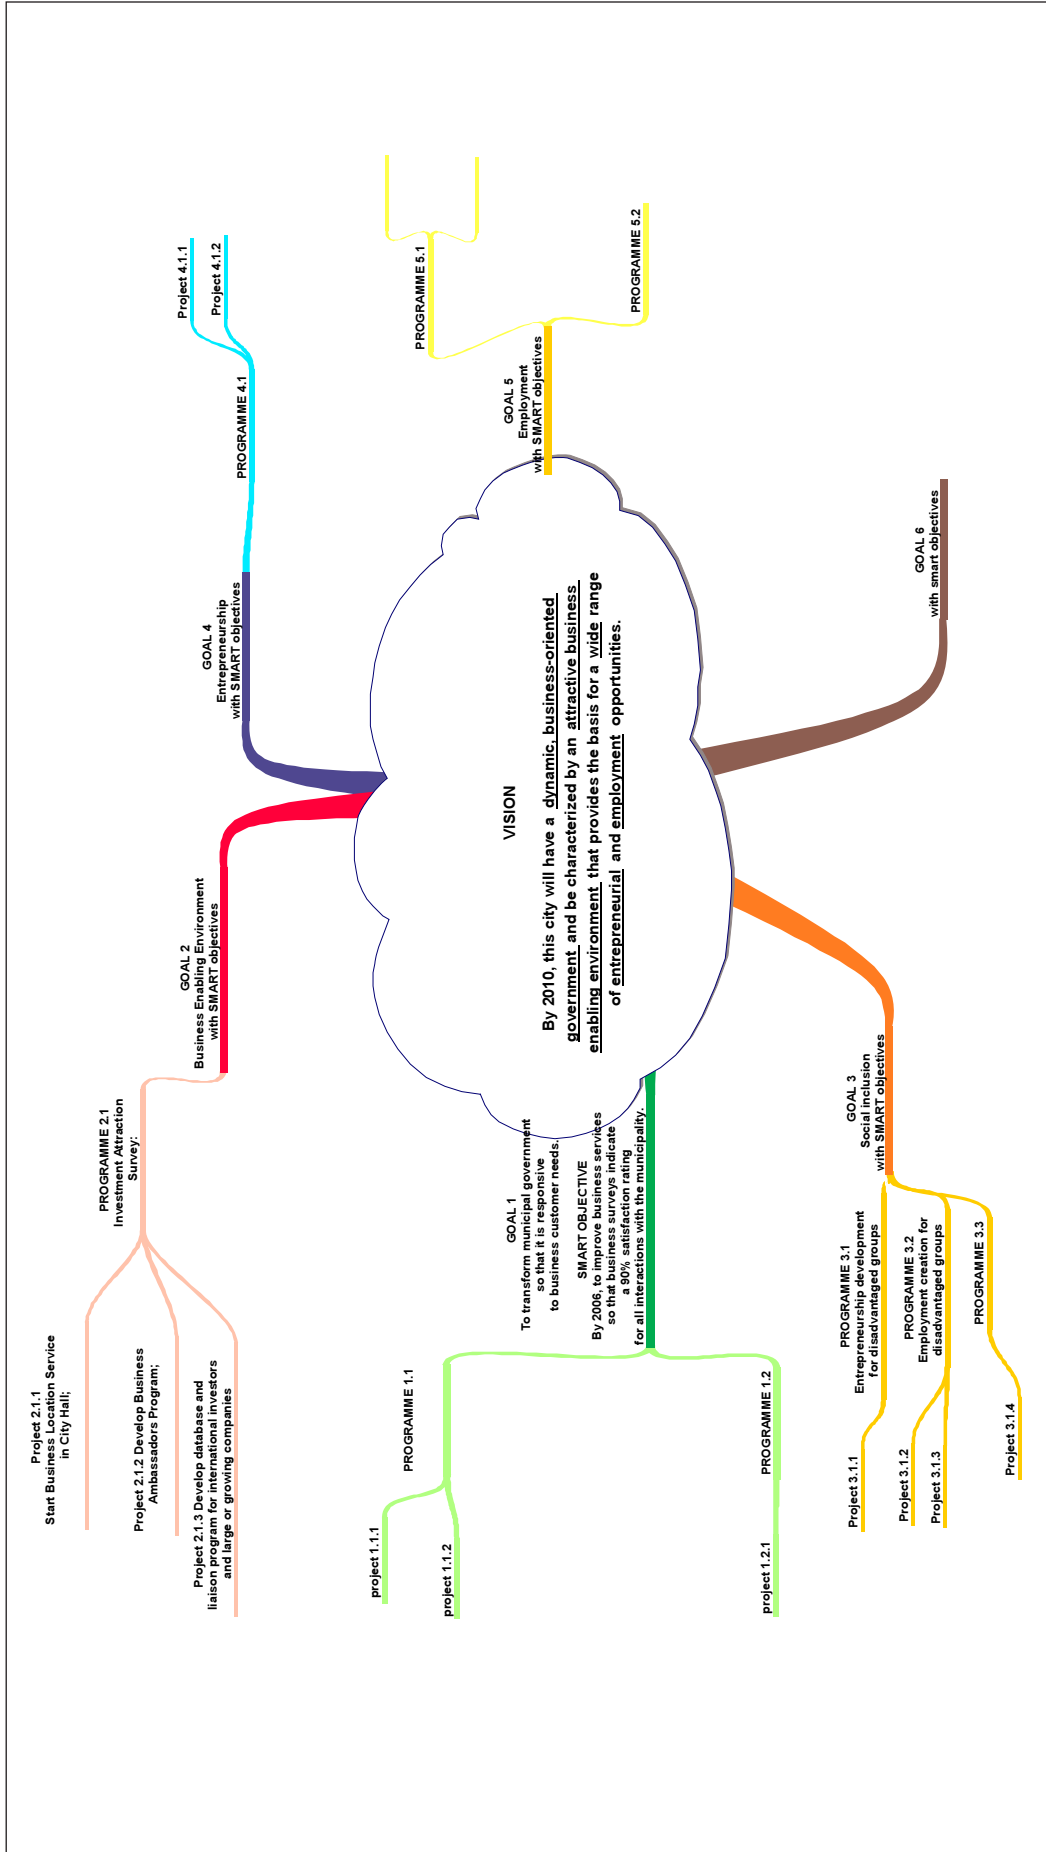 VISION
By 2010, this city will have a dynamic, business-oriented
government and be characterized by an attractive business
enabling environment that provides the basis for a wide range
of entrepreneurial and employment opportunities.
GOAL 1
To transform municipal government
so that it is responsive
to business customer needs.
SMART OBJECTIVE
By 2006, to improve business services
so that business surveys indicate
a 90% satisfaction rating
for all interactions with the municipality.
PROGRAMME 1.1
project 1.1.1
project 1.1.2
PROGRAMME 1.2
project 1.2.1
GOAL 2
Business Enabling Environment
with SMART objectives
PROGRAMME 2.1
Investment Attraction
Survey:
Project 2.1.1
Start Business Location Service
in City Hall;
Project 2.1.2 Develop Business
Ambassadors Program;
Project 2.1.3 Develop database and
liaison program for international investors
and large or growing companies
GOAL 3
Social inclusion
with SMART objectives
PROGRAMME 3.1
Entrepreneurship development
for disadvantaged groups
Project 3.1.1
PROGRAMME 3.2
Employment creation for
disadvantaged groups
Project 3.1.2
Project 3.1.3
PROGRAMME 3.3
Project 3.1.4
GOAL 4
Entrepreneurship
with SMART objectives
PROGRAMME 4.1
Project 4.1.1
Project 4.1.2
GOAL 5
Employment
with SMART objectives
PROGRAMME 5.1
PROGRAMME 5.2
GOAL 6
with smart objectives